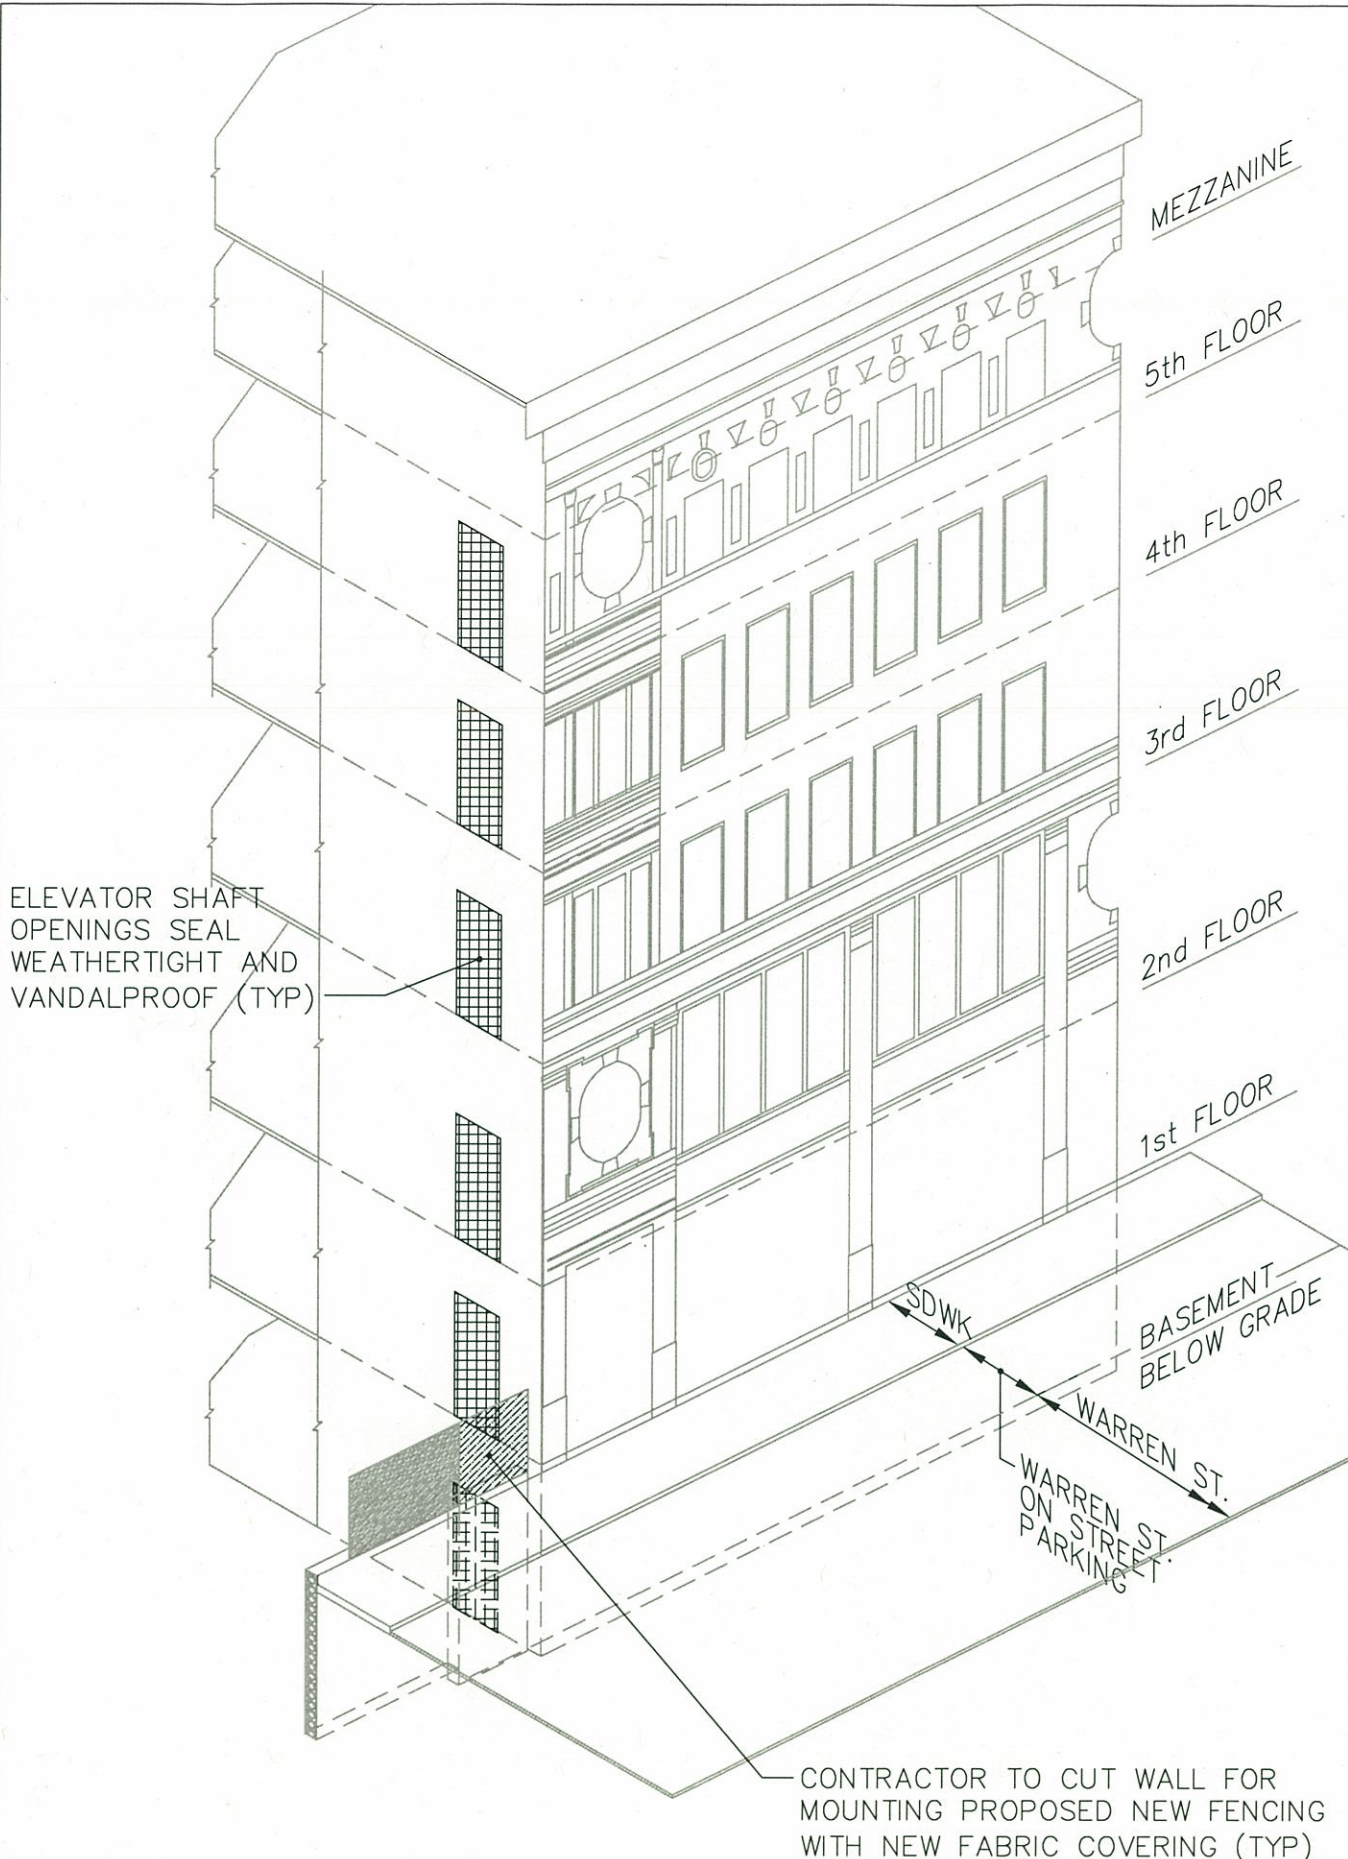 MEZZANINE
5th FLOOR
4th FLOOR
3rd FLOOR
ELEVATOR SHAFT
OPENINGS SEAL
WEATHERTIGHT AND
VANDALPROOF (TYP)
2nd FLOOR
1st FLOOR
SDWK
BASEMENT
BELOW GRADE
WARREN ST.
WARREN ST.
ON STREET
PARKING
CONTRACTOR TO CUT WALL FOR
MOUNTING PROPOSED NEW FENCING
WITH NEW FABRIC COVERING (TYP)